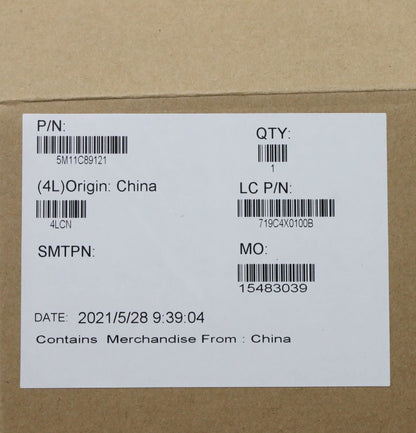 P/N:
QTY:
5M11C89121
1
(4L)Origin: China
LC P/N:
4LCN
719C4X0100B
SMTPN:
MO:
15483039
DATE: 2021/5/28 9:39:04
Contains Merchandise From : China